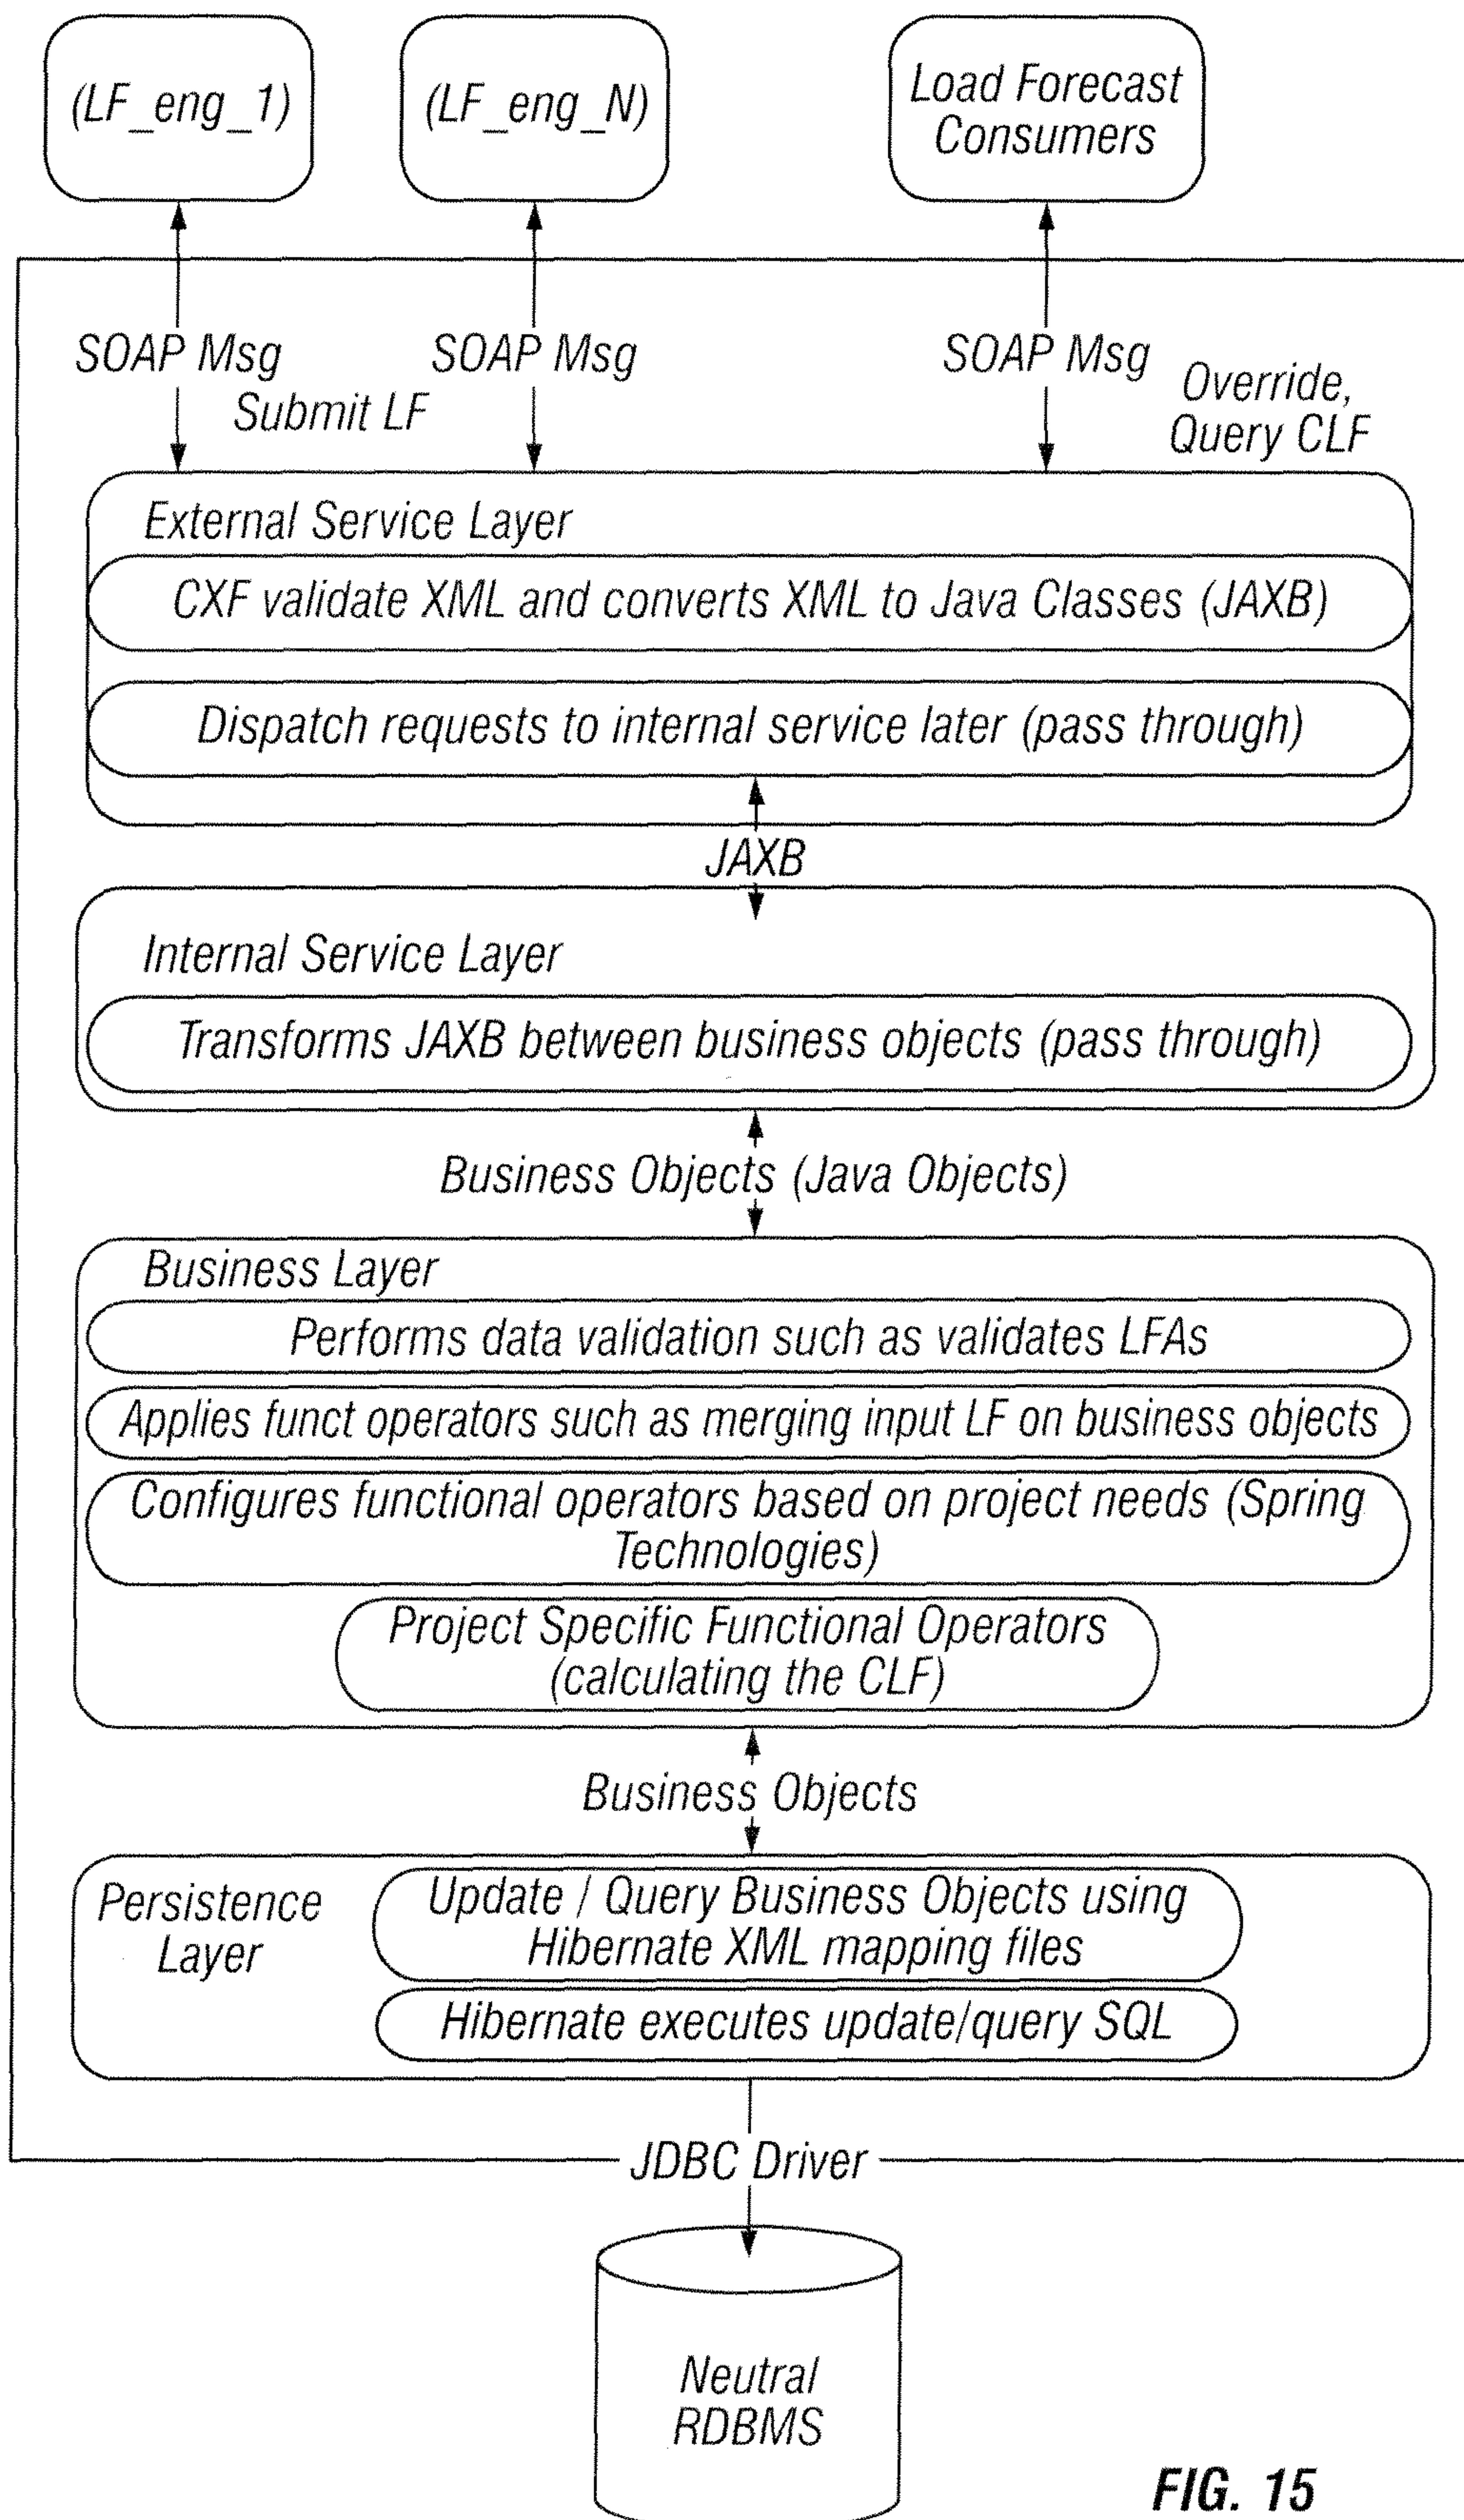 (LF_eng_1)
(LF_eng_N)
Load Forecast
Consumers
SOAP Msg
SOAP Msg
SOAP Msg
Submit LF
Override,
Query CLF
External Service Layer
CXF validate XML and converts XML to Java Classes (JAXB)
Dispatch requests to internal service later (pass through)
JAXB
Internal Service Layer
Transforms JAXB between business objects (pass through)
Business Objects (Java Objects)
Business Layer
Performs data validation such as validates LFAs
Applies funct operators such as merging input LF on business objects
Configures functional operators based on project needs (Spring
Technologies)
Project Specific Functional Operators
(calculating the CLF)
Business Objects
Persistence
Layer
Update / Query Business Objects using
Hibernate XML mapping files
Hibernate executes update/query SQL
JDBC Driver
Neutral
RDBMS
FIG. 15